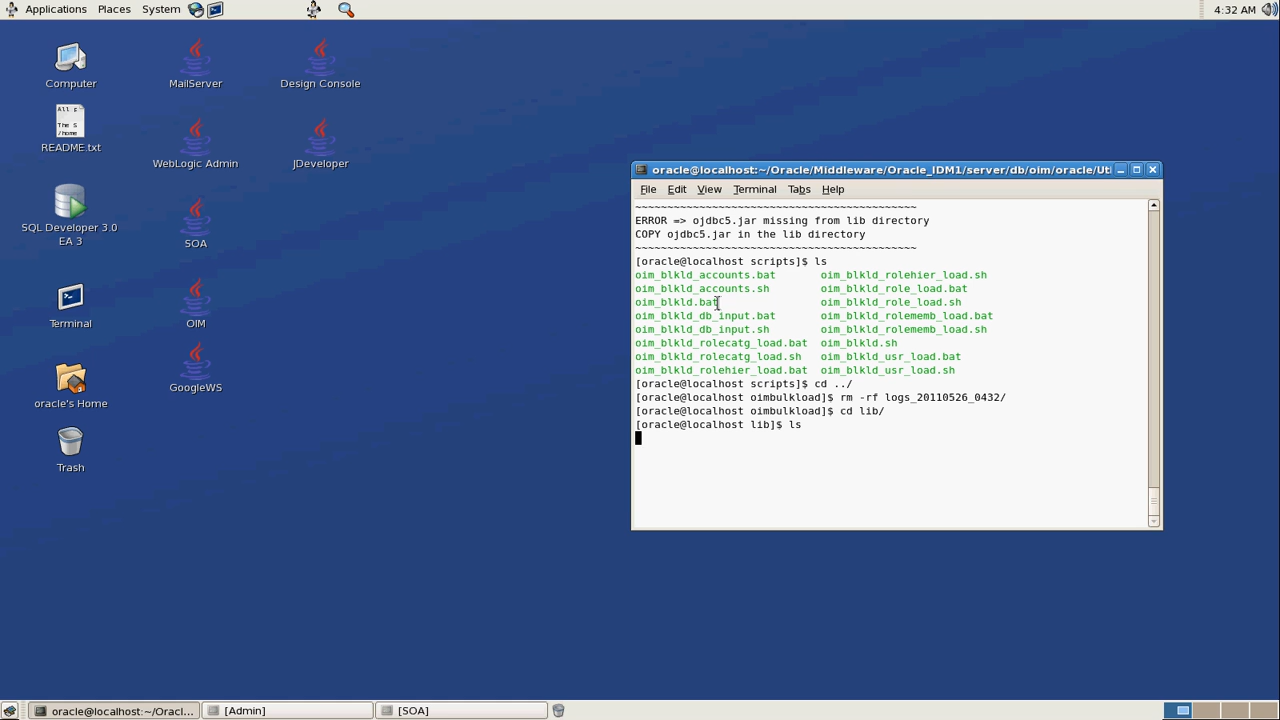 Applications Places System 4:32 AM
Computer MailServer Design Console
README.txt WebLogic Admin JDeveloper
All F
The S
/home
SQL Developer 3.0
EA 3
SOA
Terminal OIM
oracle's Home GoogleWS
Trash
oracle@localhost:~/Oracle/Middleware/Oracle_IDM1/server/db/oim/oracle/Uti
File Edit View Terminal Tabs Help
~~~~~~~~~~~~~~~~~~~~~~~~~~~~~~~~~~~~~~~~~~~~
ERROR => ojdbc5.jar missing from lib directory
COPY ojdbc5.jar in the lib directory
~~~~~~~~~~~~~~~~~~~~~~~~~~~~~~~~~~~~~~~~~~~~
[oracle@localhost scripts]$ ls
oim_blkld_accounts.bat oim_blkld_rolehier_load.sh
oim_blkld_accounts.sh oim_blkld_role_load.bat
oim_blkld.bat oim_blkld_role_load.sh
oim_blkld_db_input.bat oim_blkld_rolememb_load.bat
oim_blkld_db_input.sh oim_blkld_rolememb_load.sh
oim_blkld_rolecatg_load.bat oim_blkld.sh
oim_blkld_rolecatg_load.sh oim_blkld_usr_load.bat
oim_blkld_rolehier_load.bat oim_blkld_usr_load.sh
[oracle@localhost scripts]$ cd ../
[oracle@localhost oimbulkload]$ rm -rf logs_20110526_0432/
[oracle@localhost oimbulkload]$ cd lib/
[oracle@localhost lib]$ ls
oracle@localhost:~/Oracl... [Admin] [SOA]